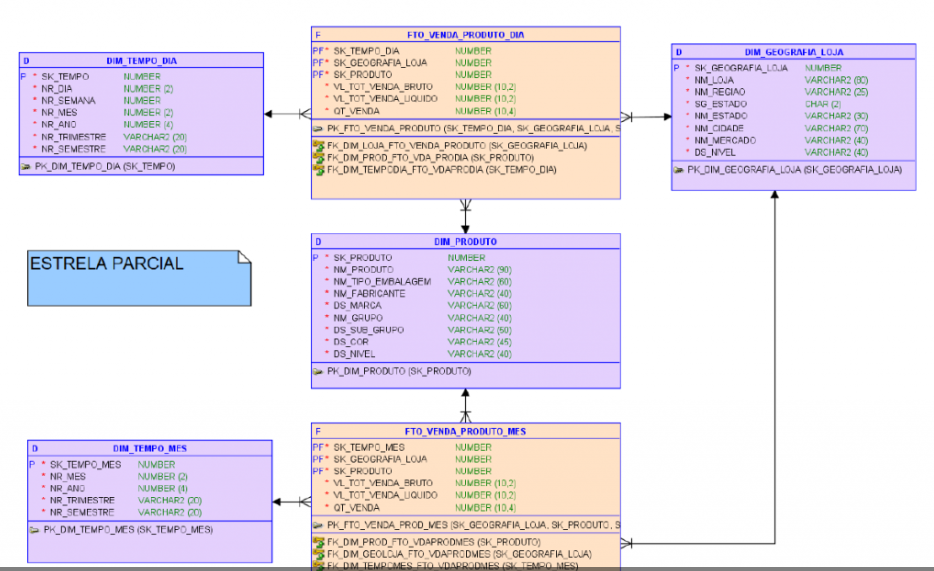 F FTO_VENDA_PRODUTO_DIA
PF* SK_TEMPO_DIA NUMBER
PF* SK_GEOGRAFIA_LOJA NUMBER
PF* SK_PRODUTO NUMBER
* VL_TOT_VENDA_BRUTO NUMBER (10,2)
* VL_TOT_VENDA_LIQUIDO NUMBER (10,2)
* QT_VENDA NUMBER (10,4)
PK_FTO_VENDA_PRODUTO (SK_TEMPO_DIA, SK_GEOGRAFIA_LOJA, S
FK_DIM_LOJA_FTO_VENDA_PRODUTO (SK_GEOGRAFIA_LOJA)
FK_DIM_PROD_FTO_VDA_PRODIA (SK_PRODUTO)
FK_DIM_TEMPODIA_FTO_VDAPRODIA (SK_TEMPO_DIA)
D DIM_TEMPO_DIA
P * SK_TEMPO NUMBER
* NR_DIA NUMBER (2)
* NR_SEMANA NUMBER
* NR_MES NUMBER (2)
* NR_ANO NUMBER (4)
* NR_TRIMESTRE VARCHAR2 (20)
* NR_SEMESTRE VARCHAR2 (20)
PK_DIM_TEMPO_DIA (SK_TEMPO)
D DIM_GEOGRAFIA_LOJA
P * SK_GEOGRAFIA_LOJA NUMBER
* NM_LOJA VARCHAR2 (80)
* NM_REGIAO VARCHAR2 (25)
* SG_ESTADO CHAR (2)
* NM_ESTADO VARCHAR2 (30)
* NM_CIDADE VARCHAR2 (70)
* NM_MERCADO VARCHAR2 (40)
* DS_NIVEL VARCHAR2 (40)
PK_DIM_GEOGRAFIA_LOJA (SK_GEOGRAFIA_LOJA)
ESTRELA PARCIAL
D DIM_PRODUTO
P * SK_PRODUTO NUMBER
* NM_PRODUTO VARCHAR2 (90)
* NM_TIPO_EMBALAGEM VARCHAR2 (60)
* NM_FABRICANTE VARCHAR2 (40)
* DS_MARCA VARCHAR2 (60)
* NM_GRUPO VARCHAR2 (40)
* DS_SUB_GRUPO VARCHAR2 (50)
* DS_COR VARCHAR2 (45)
* DS_NIVEL VARCHAR2 (40)
PK_DIM_PRODUTO (SK_PRODUTO)
D DIM_TEMPO_MES
P * SK_TEMPO_MES NUMBER
* NR_MES NUMBER (2)
* NR_ANO NUMBER (4)
* NR_TRIMESTRE VARCHAR2 (20)
* NR_SEMESTRE VARCHAR2 (20)
PK_DIM_TEMPO_MES (SK_TEMPO_MES)
F FTO_VENDA_PRODUTO_MES
PF* SK_TEMPO_MES NUMBER
PF* SK_GEOGRAFIA_LOJA NUMBER
PF* SK_PRODUTO NUMBER
* VL_TOT_VENDA_BRUTO NUMBER (10,2)
* VL_TOT_VENDA_LIQUIDO NUMBER (10,2)
* QT_VENDA NUMBER (10,4)
PK_FTO_VENDA_PROD_MES (SK_GEOGRAFIA_LOJA, SK_PRODUTO, S
FK_DIM_PROD_FTO_VDAPRODMES (SK_PRODUTO)
FK_DIM_GEOLOJA_FTO_VDAPRODMES (SK_GEOGRAFIA_LOJA)
FK_DIM_TEMPOMES_FTO_VDAPRODMES (SK_TEMPO_MES)